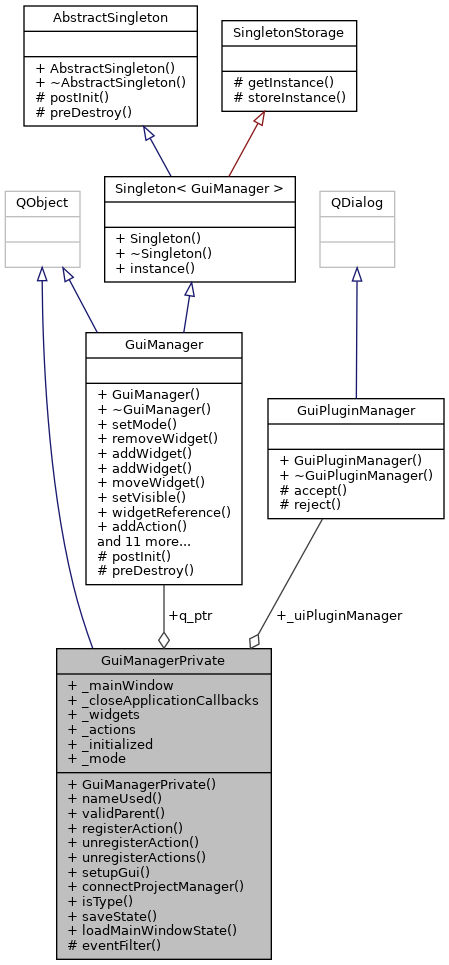 AbstractSingleton
+ AbstractSingleton()
+ ~AbstractSingleton()
# postInit()
# preDestroy()
SingletonStorage
# getInstance()
# storeInstance()
QObject
Singleton< GuiManager >
+ Singleton()
+ ~Singleton()
+ instance()
QDialog
GuiManager
+ GuiManager()
+ ~GuiManager()
+ setMode()
+ removeWidget()
+ addWidget()
+ addWidget()
+ moveWidget()
+ setVisible()
+ widgetReference()
+ addAction()
and 11 more...
# postInit()
# preDestroy()
GuiPluginManager
+ GuiPluginManager()
+ ~GuiPluginManager()
# accept()
# reject()
+q_ptr
+_uiPluginManager
GuiManagerPrivate
+ _mainWindow
+ _closeApplicationCallbacks
+ _widgets
+ _actions
+ _initialized
+ _mode
+ GuiManagerPrivate()
+ nameUsed()
+ validParent()
+ registerAction()
+ unregisterAction()
+ unregisterActions()
+ setupGui()
+ connectProjectManager()
+ isType()
+ saveState()
+ loadMainWindowState()
# eventFilter()